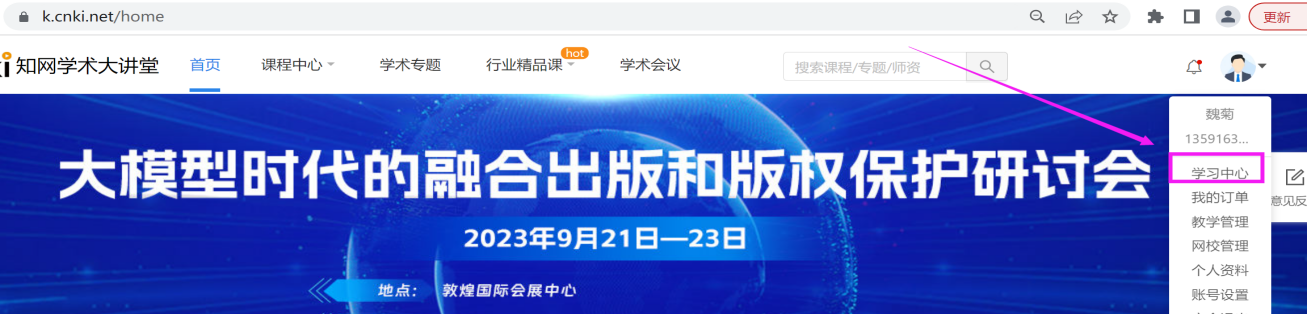 k.cnki.net/home
更新
知网学术大讲堂 首页 课程中心 学术专题 行业精品课 hot 学术会议 搜索课程/专题/师资
魏菊
1359163...
大模型时代的融合出版和版权保护研讨会
学习中心
我的订单
意见反
教学管理
2023年9月21日—23日
网校管理
个人资料
地点： 敦煌国际会展中心
账号设置